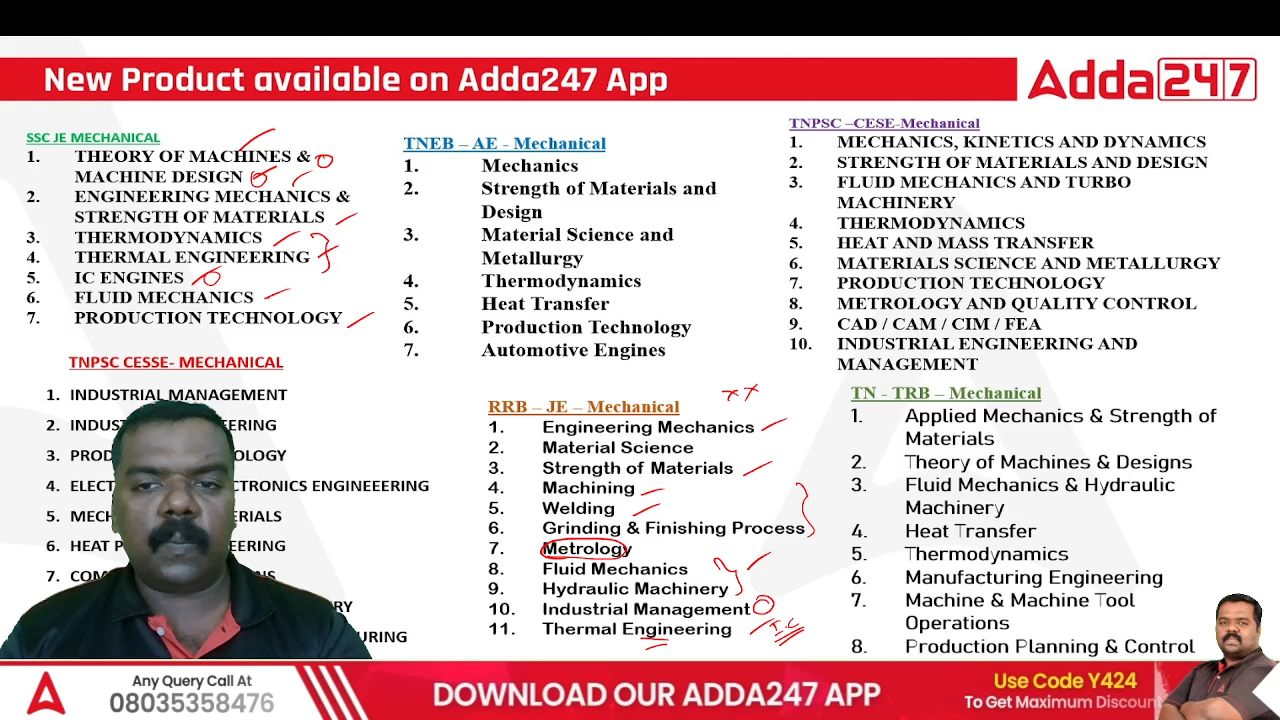 New Product available on Adda247 App
Adda247
SSC JE MECHANICAL
1. THEORY OF MACHINES &
MACHINE DESIGN
2. ENGINEERING MECHANICS &
STRENGTH OF MATERIALS
3. THERMODYNAMICS
4. THERMAL ENGINEERING
5. IC ENGINES
6. FLUID MECHANICS
7. PRODUCTION TECHNOLOGY
TNPSC CESSE- MECHANICAL
1. INDUSTRIAL MANAGEMENT
2. ERING
3. OLOGY
4. CTRONICS ENGINEEERING
5. ERIALS
6. EERING
7.
TNEB – AE - Mechanical
1. Mechanics
2. Strength of Materials and
Design
3. Material Science and
Metallurgy
4. Thermodynamics
5. Heat Transfer
6. Production Technology
7. Automotive Engines
RRB – JE – Mechanical
1. Engineering Mechanics
2. Material Science
3. Strength of Materials
4. Machining
5. Welding
6. Grinding & Finishing Process
7. Metrology
8. Fluid Mechanics
9. Hydraulic Machinery
10. Industrial Management
11. Thermal Engineering
I.C
TNPSC –CESE-Mechanical
1. MECHANICS, KINETICS AND DYNAMICS
2. STRENGTH OF MATERIALS AND DESIGN
3. FLUID MECHANICS AND TURBO
MACHINERY
4. THERMODYNAMICS
5. HEAT AND MASS TRANSFER
6. MATERIALS SCIENCE AND METALLURGY
7. PRODUCTION TECHNOLOGY
8. METROLOGY AND QUALITY CONTROL
9. CAD / CAM / CIM / FEA
10. INDUSTRIAL ENGINEERING AND
MANAGEMENT
TN - TRB – Mechanical
1. Applied Mechanics & Strength of
Materials
2. Theory of Machines & Designs
3. Fluid Mechanics & Hydraulic
Machinery
4. Heat Transfer
5. Thermodynamics
6. Manufacturing Engineering
7. Machine & Machine Tool
Operations
8. Production Planning & Control
Any Query Call At
08035358476
DOWNLOAD OUR ADDA247 APP
Use Code Y424
To Get Maximum Discount